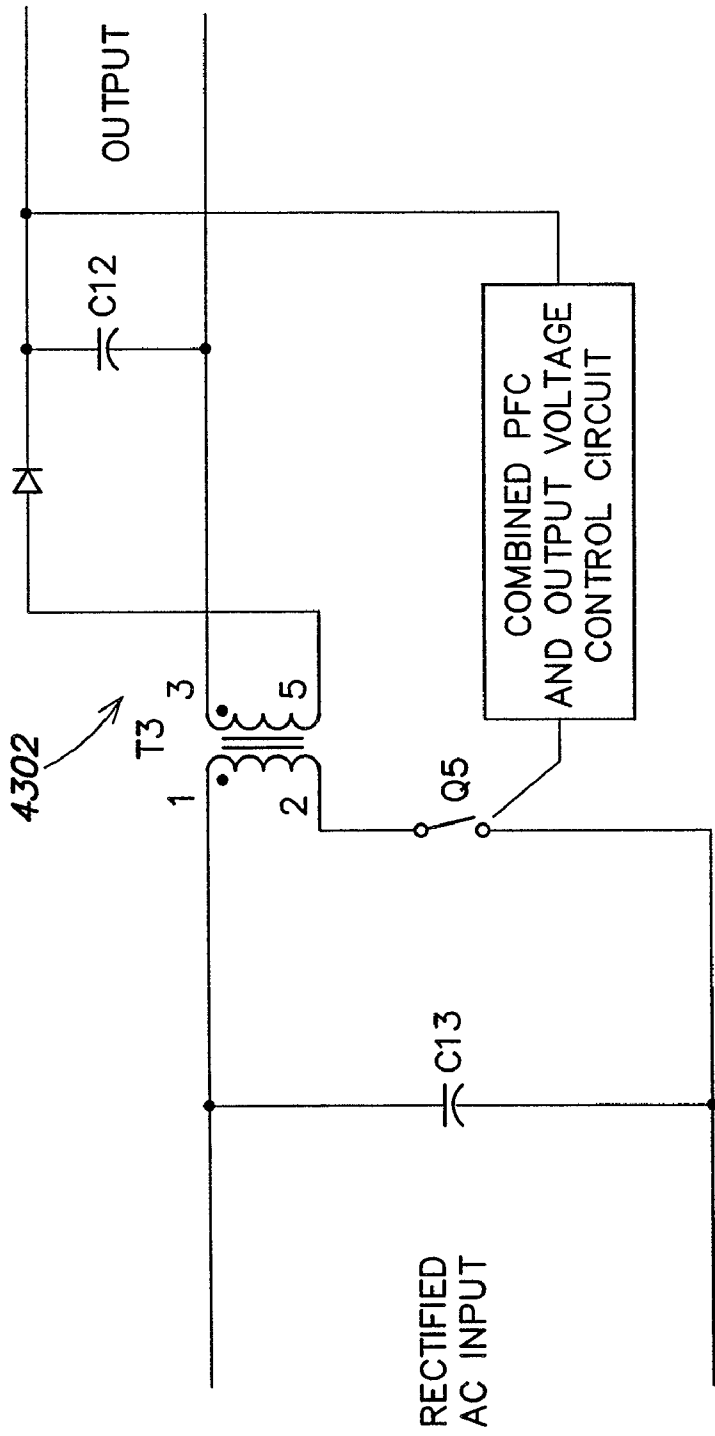 4302
T3
1
3
2
5
Q5
C12
C13
OUTPUT
RECTIFIED
AC INPUT
COMBINED PFC
AND OUTPUT VOLTAGE
CONTROL CIRCUIT